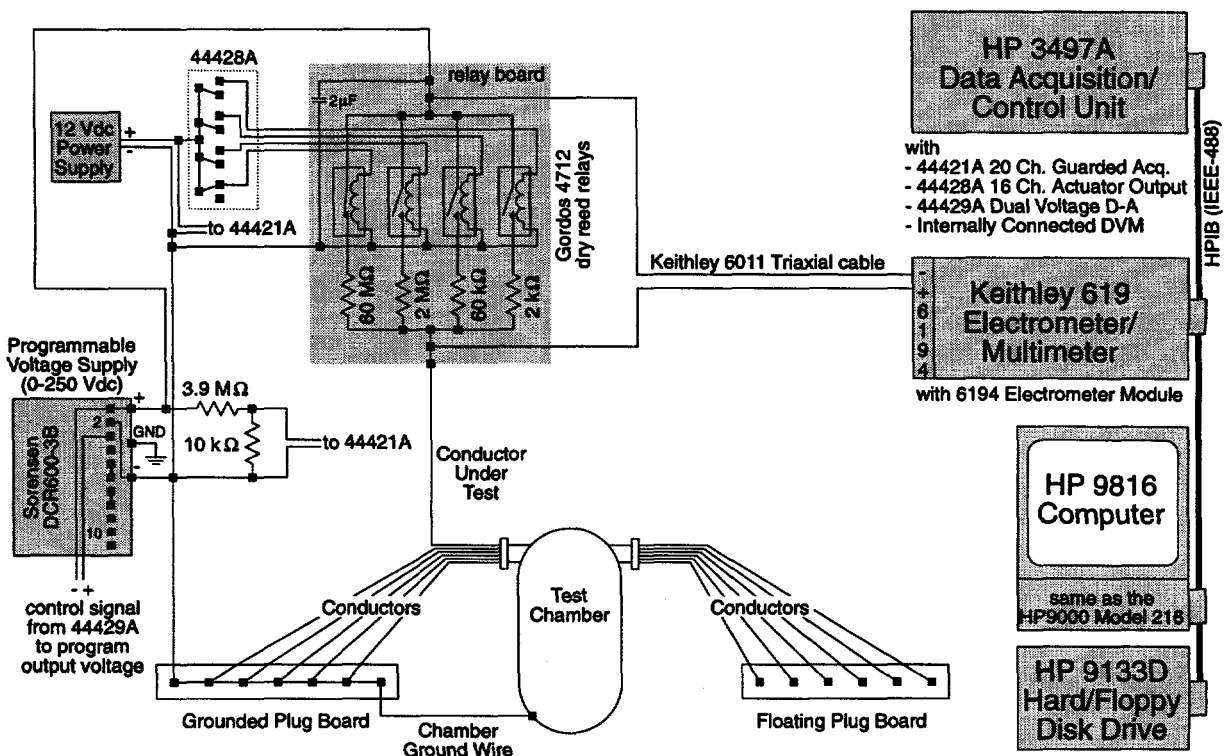 44428A
relay board
2µF
12 Vdc
Power
Supply
+
-
to 44421A
Gordos 4712
dry reed relays
60 MΩ
2 MΩ
60 kΩ
2 kΩ
HP 3497A
Data Acquisition/
Control Unit
with
- 44421A 20 Ch. Guarded Acq.
- 44428A 16 Ch. Actuator Output
- 44429A Dual Voltage D-A
- Internally Connected DVM
HPIB (IEEE-488)
Keithley 6011 Triaxial cable
-
+
6
1
9
4
Keithley 619
Electrometer/
Multimeter
with 6194 Electrometer Module
Programmable
Voltage Supply
(0-250 Vdc)
Sorensen
DCR600-3B
2
10
+
GND
-
3.9 MΩ
10 kΩ
to 44421A
- +
control signal
from 44429A
to program
output voltage
Conductor
Under
Test
Conductors
Test
Chamber
Conductors
Grounded Plug Board
Chamber
Ground Wire
Floating Plug Board
HP 9816
Computer
same as the
HP9000 Model 216
HP 9133D
Hard/Floppy
Disk Drive